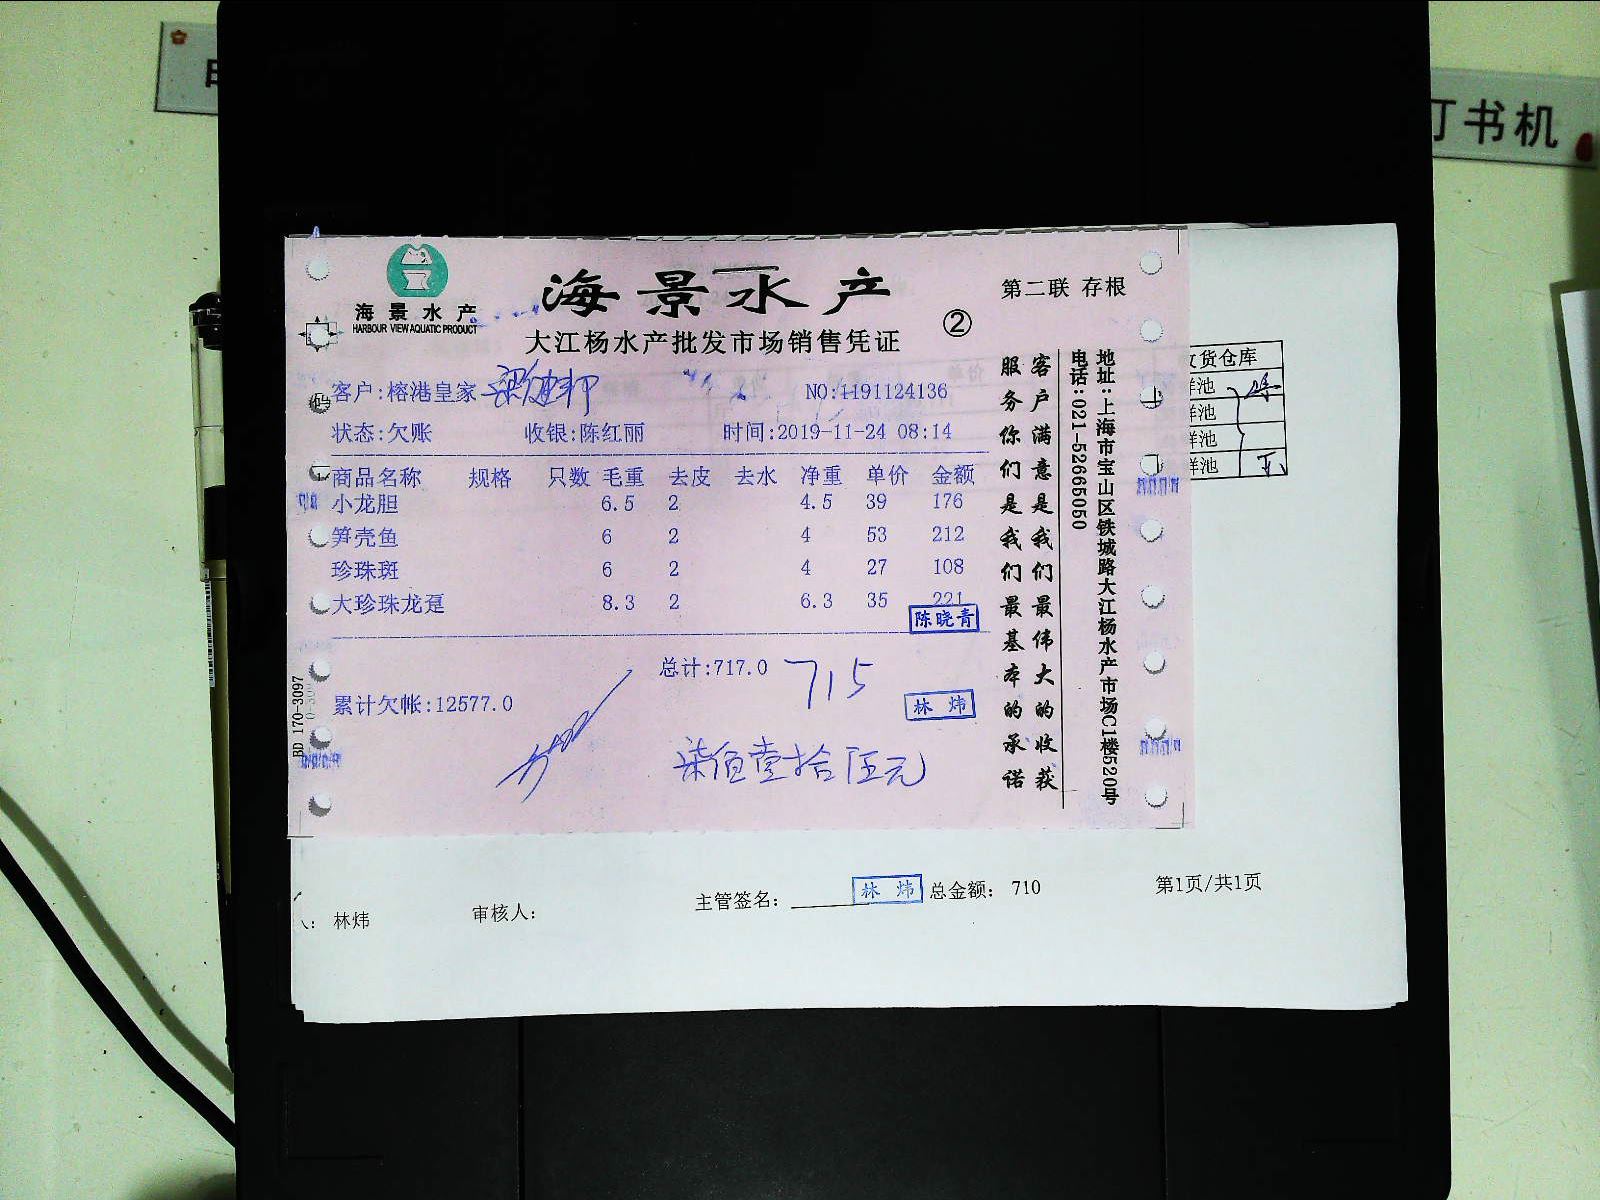 订书机
海景水产
HARBOUR VIEW AQUATIC PRODUCT
海景水产
大江杨水产批发市场销售凭证
②
第二联 存根
客户:榕港皇家
NO:1191124136
状态:欠账 收银:陈红丽 时间:2019-11-24 08:14
商品名称 规格 只数 毛重 去皮 去水 净重 单价 金额
小龙胆 6.5 2 4.5 39 176
笋壳鱼 6 2 4 53 212
珍珠斑 6 2 4 27 108
大珍珠龙趸 8.3 2 6.3 35 221
陈晓青
总计:717.0 715
累计欠帐:12577.0
林炜
柒佰壹拾伍元
客户满意是我们最伟大的收获
服务你们是我们最基本的承诺
地址:上海市宝山区铁城路大江杨水产市场C1楼520号
电话:021-52665050
BD 170-3097
货仓库
鲜池
鲜池
鲜池
鲜池
林炜 审核人: 主管签名: 林炜 总金额: 710 第1页/共1页